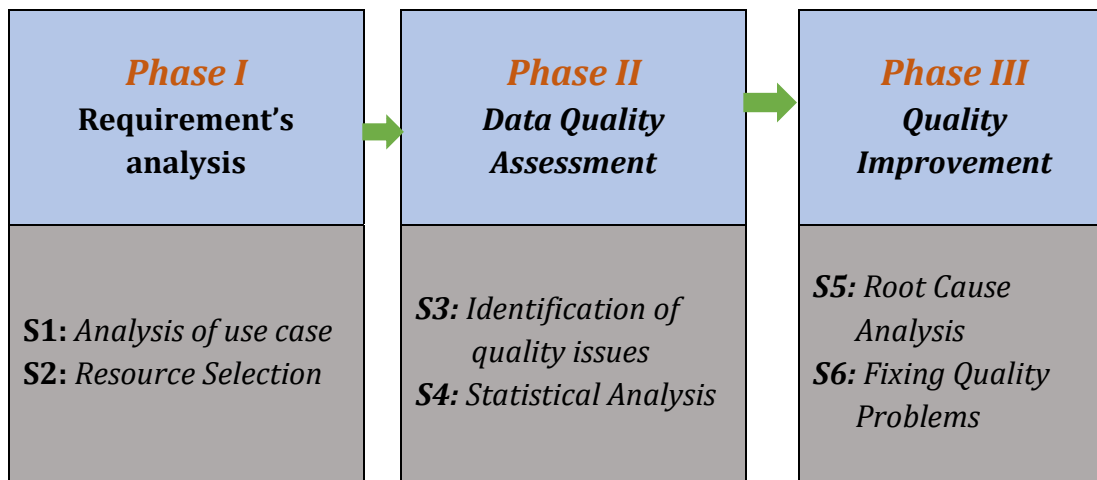 Phase I
Requirement’s
analysis
S1: Analysis of use case
S2: Resource Selection
Phase II
Data Quality
Assessment
S3: Identification of
quality issues
S4: Statistical Analysis
Phase III
Quality
Improvement
S5: Root Cause
Analysis
S6: Fixing Quality
Problems